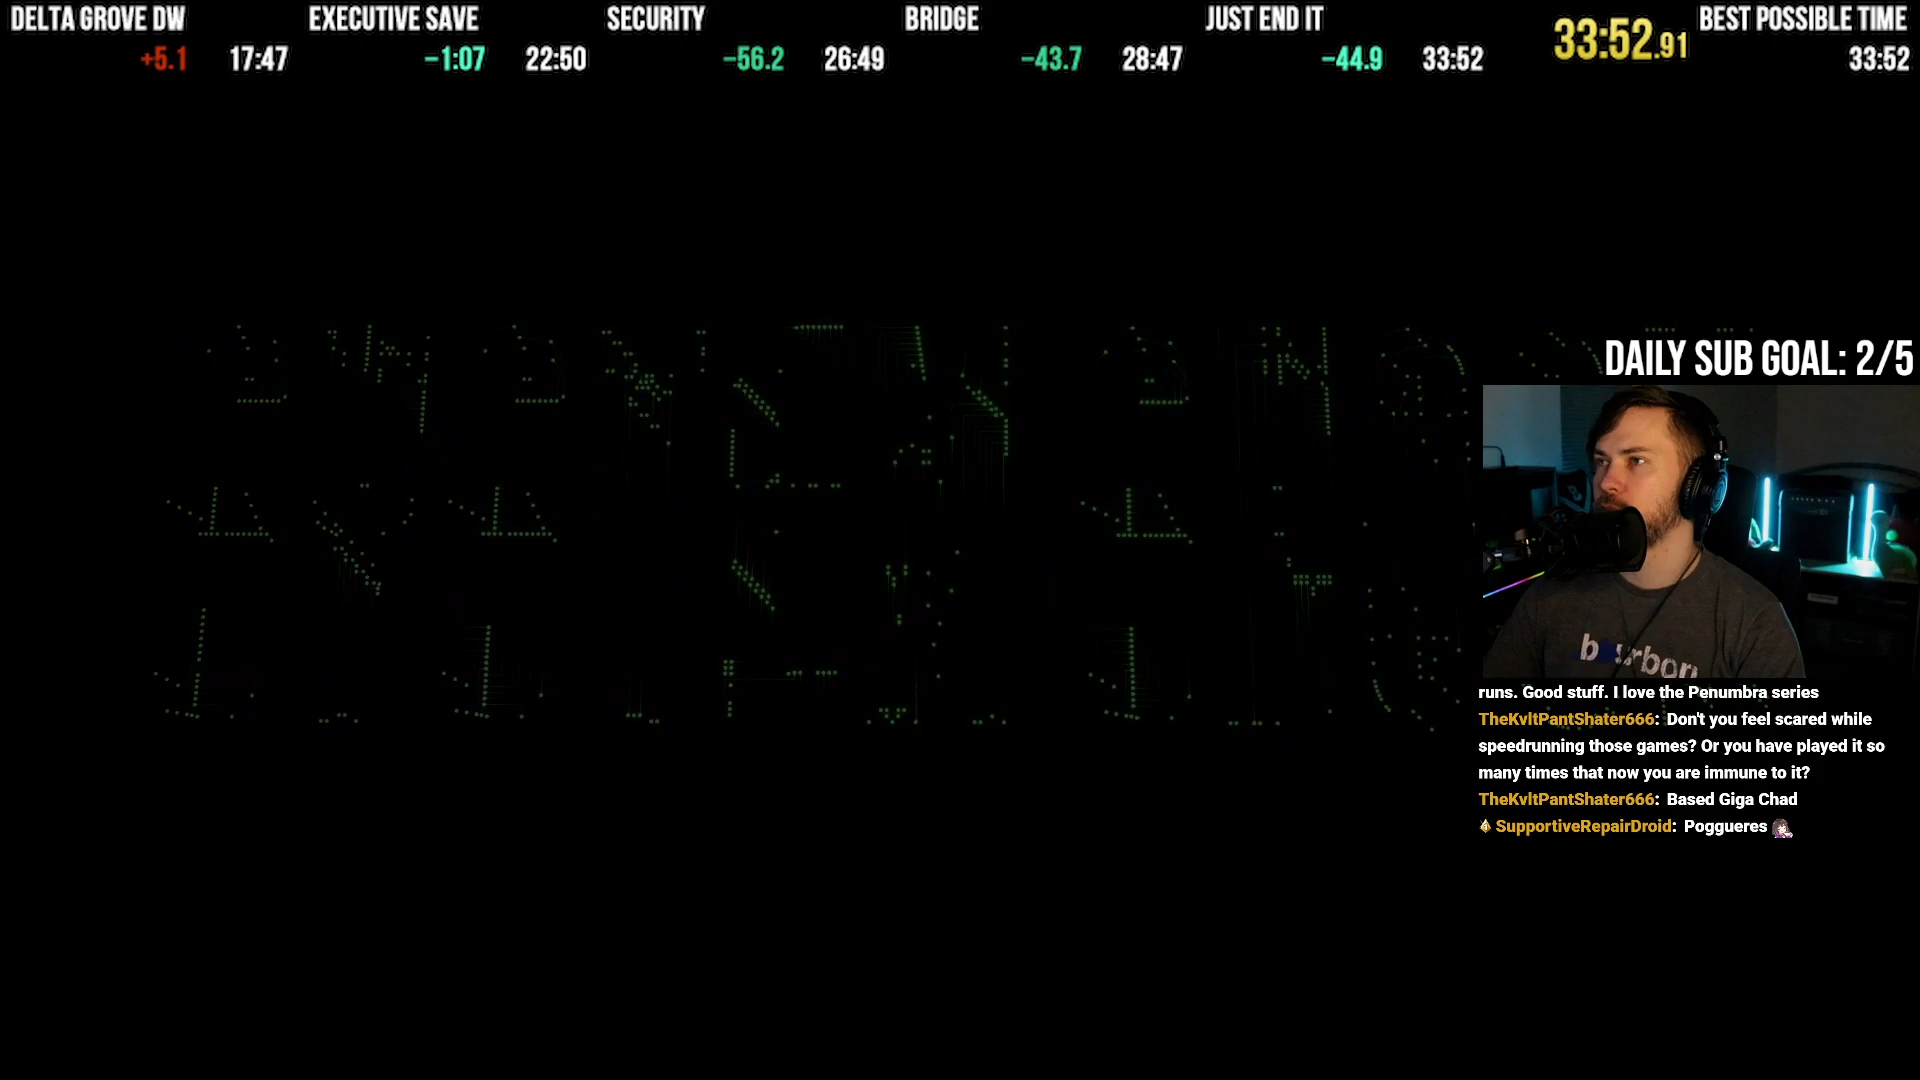 DELTA GROVE DW EXECUTIVE SAVE SECURITY BRIDGE JUST END IT 33:52.91 BEST POSSIBLE TIME
+5.1 17:47 −1:07 22:50 −56.2 26:49 −43.7 28:47 −44.9 33:52 33:52
DAILY SUB GOAL: 2/5
runs. Good stuff. I love the Penumbra series
TheKvltPantShater666: Don't you feel scared while
speedrunning those games? Or you have played it so
many times that now you are immune to it?
TheKvltPantShater666: Based Giga Chad
SupportiveRepairDroid: Poggueres